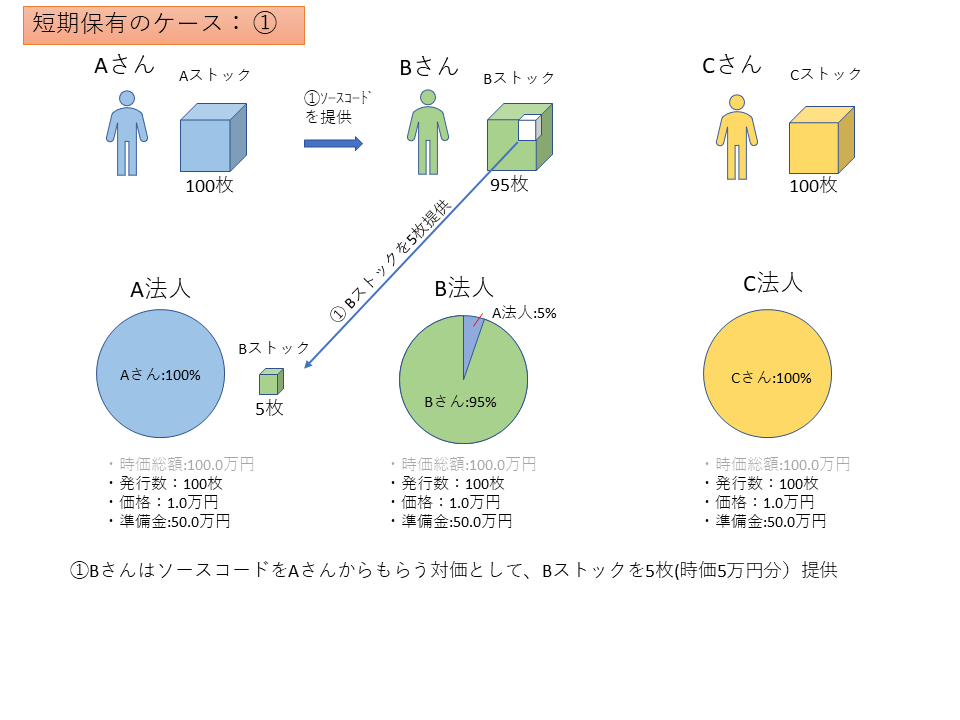 短期保有のケース： ①
Aさん
Aストック
100枚
①ｿｰｽｺｰﾄﾞ
を提供
Bさん
Bストック
95枚
Cさん
Cストック
100枚
① Bストックを5枚提供
A法人
Aさん:100%
Bストック
5枚
・時価総額:100.0万円
・発行数：100枚
・価格：1.0万円
・準備金:50.0万円
B法人
A法人:5%
Bさん:95%
・時価総額:100.0万円
・発行数：100枚
・価格：1.0万円
・準備金:50.0万円
C法人
Cさん:100%
・時価総額:100.0万円
・発行数：100枚
・価格：1.0万円
・準備金:50.0万円
①BさんはソースコードをAさんからもらう対価として、Bストックを5枚(時価5万円分）提供